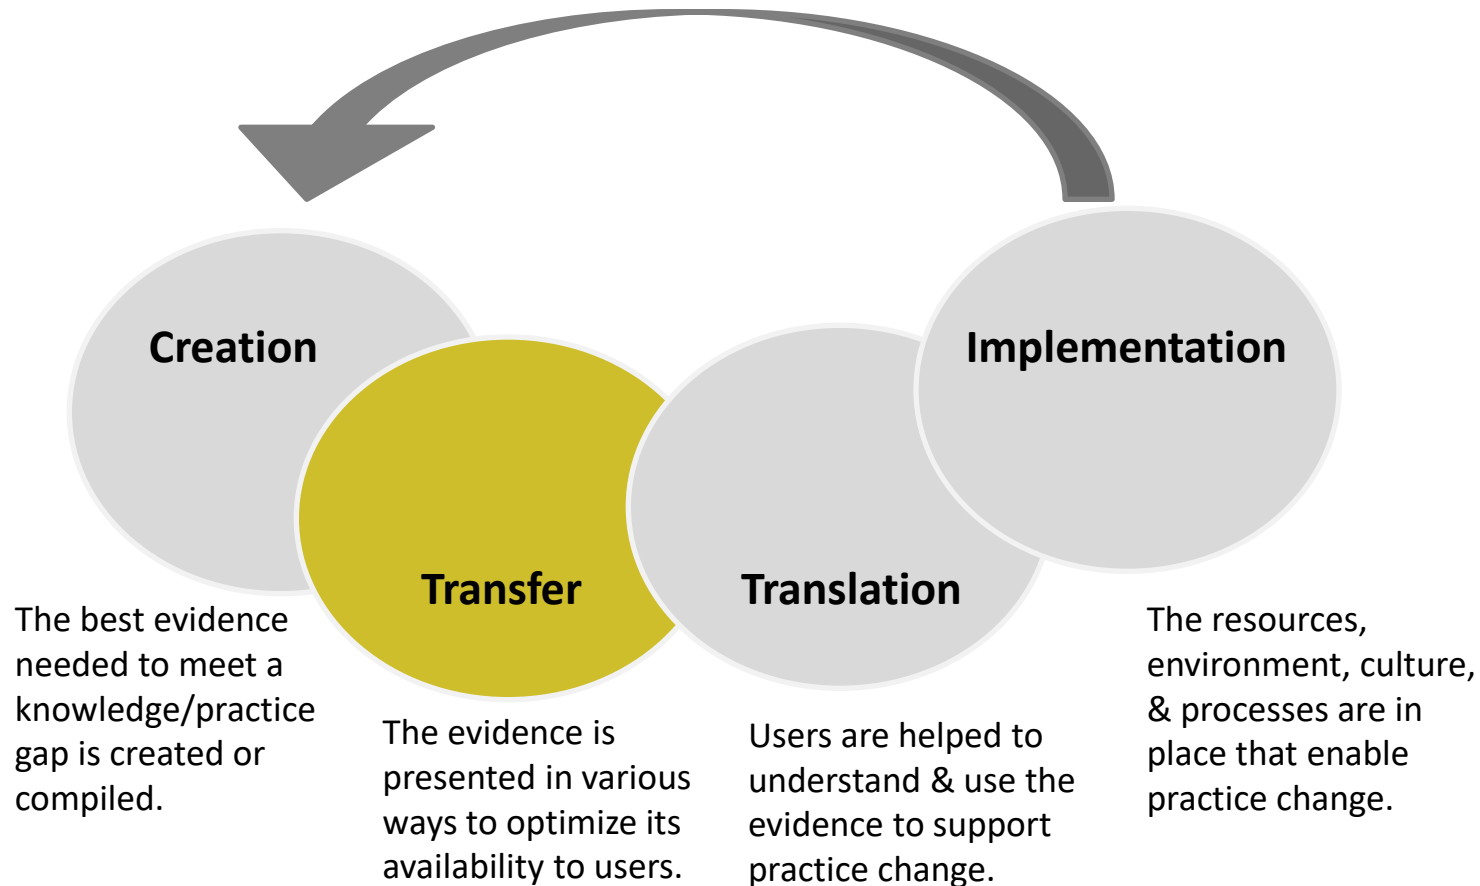 Creation
Implementation
Transfer
Translation
The best evidence
needed to meet a
knowledge/practice
gap is created or
compiled.
The evidence is
presented in various
ways to optimize its
availability to users.
Users are helped to
understand & use the
evidence to support
practice change.
The resources,
environment, culture,
& processes are in
place that enable
practice change.